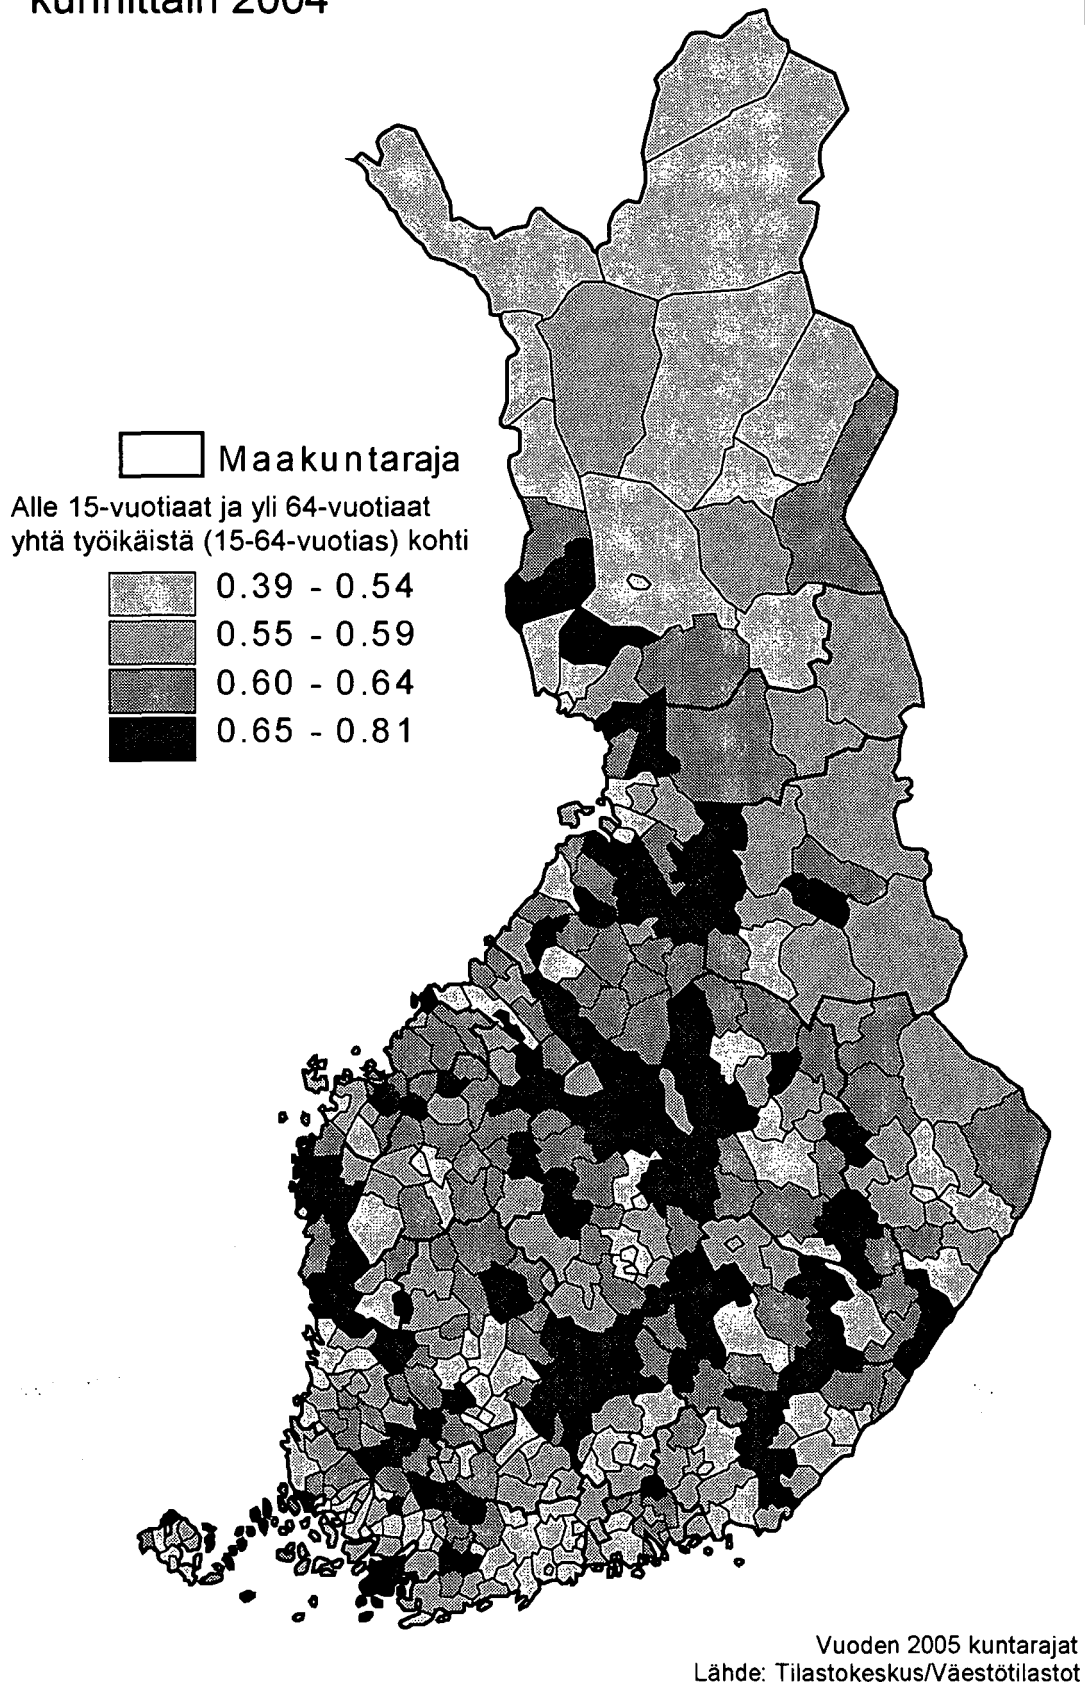 kunnittain 2004
Maakuntaraja
Alle 15-vuotiaat ja yli 64-vuotiaat
yhtä työikäistä (15-64-vuotias) kohti
0.39 - 0.54
0.55 - 0.59
0.60 - 0.64
0.65 - 0.81
Vuoden 2005 kuntarajat
Lähde: Tilastokeskus/Väestötilastot